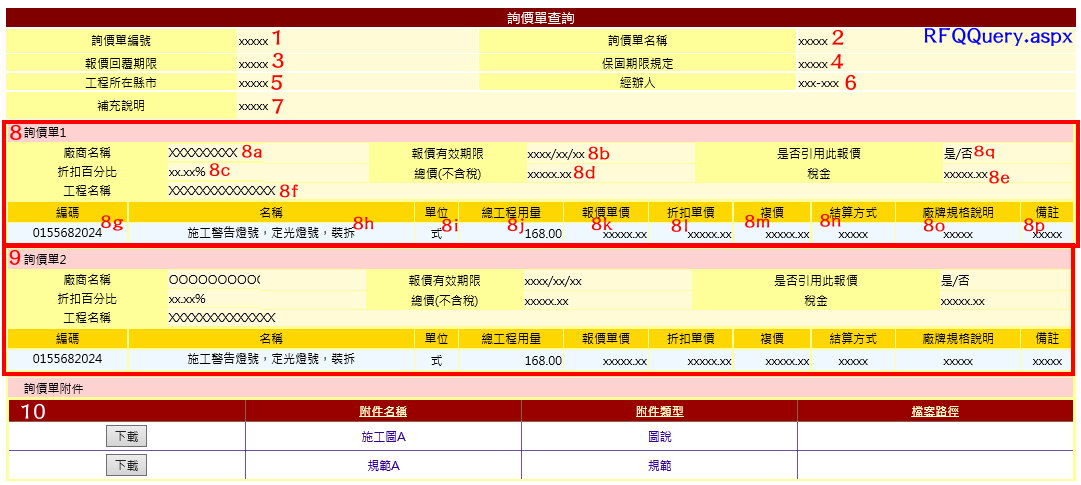 詢價單查詢
詢價單編號 xxxxx 1 詢價單名稱 xxxxx 2 RFQQuery.aspx
報價回覆期限 xxxxx 3 保固期限規定 xxxxx 4
工程所在縣市 xxxxx 5 經辦人 xxx-xxx 6
補充說明 xxxxx 7
8 詢價單1
廠商名稱 XXXXXXXXX 8a 報價有效期限 xxxx/xx/xx 8b 是否引用此報價 是/否 8q
折扣百分比 xx.xx% 8c 總價(不含稅) xxxxx.xx 8d 稅金 xxxxx.xx 8e
工程名稱 XXXXXXXXXXXXXX 8f
編碼 8g 名稱 8h 單位 8i 總工程用量 8j 報價單價 8k 折扣單價 8l 複價 8m 結算方式 8n 廠牌規格說明 8o 備註 8p
0155682024 施工警告燈號，定光燈號，裝拆 式 168.00 xxxxx.xx xxxxx.xx xxxxx.xx xxxxx xxxxx xxxxx
9 詢價單2
廠商名稱 OOOOOOOOOO 報價有效期限 xxxx/xx/xx 是否引用此報價 是/否
折扣百分比 xx.xx% 總價(不含稅) xxxxx.xx 稅金 xxxxx.xx
工程名稱 XXXXXXXXXXXXXX
編碼 名稱 單位 總工程用量 報價單價 折扣單價 複價 結算方式 廠牌規格說明 備註
0155682024 施工警告燈號，定光燈號，裝拆 式 168.00 xxxxx.xx xxxxx.xx xxxxx.xx xxxxx xxxxx xxxxx
詢價單附件
10 附件名稱 附件類型 檔案路徑
下載 施工圖A 圖說
下載 規範A 規範